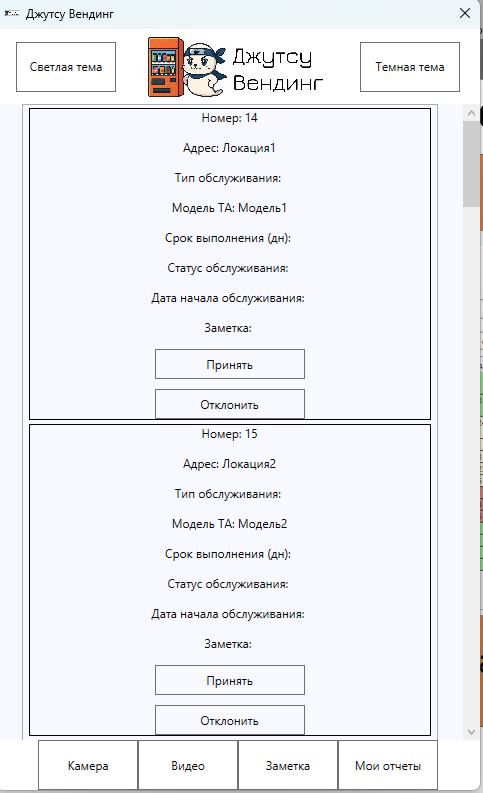 Джутсу Вендинг
Светлая тема
Джутсу
Вендинг
Темная тема
Номер: 14
Адрес: Локация1
Тип обслуживания:
Модель ТА: Модель1
Срок выполнения (дн):
Статус обслуживания:
Дата начала обслуживания:
Заметка:
Принять
Отклонить
Номер: 15
Адрес: Локация2
Тип обслуживания:
Модель ТА: Модель2
Срок выполнения (дн):
Статус обслуживания:
Дата начала обслуживания:
Заметка:
Принять
Отклонить
Камера
Видео
Заметка
Мои отчеты